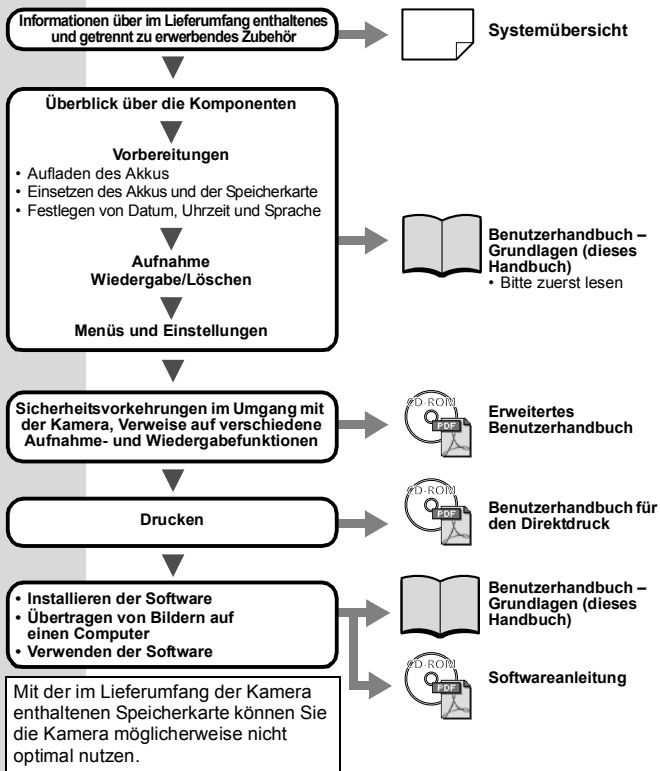 Informationen über im Lieferumfang enthaltenes
und getrennt zu erwerbendes Zubehör
Systemübersicht
Überblick über die Komponenten
Vorbereitungen
• Aufladen des Akkus
• Einsetzen des Akkus und der Speicherkarte
• Festlegen von Datum, Uhrzeit und Sprache
Aufnahme
Wiedergabe/Löschen
Menüs und Einstellungen
Benutzerhandbuch –
Grundlagen (dieses
Handbuch)
• Bitte zuerst lesen
Sicherheitsvorkehrungen im Umgang mit
der Kamera, Verweise auf verschiedene
Aufnahme- und Wiedergabefunktionen
CD-ROM
PDF
Erweitertes
Benutzerhandbuch
Drucken
CD-ROM
PDF
Benutzerhandbuch für
den Direktdruck
• Installieren der Software
• Übertragen von Bildern auf
einen Computer
• Verwenden der Software
Benutzerhandbuch –
Grundlagen (dieses
Handbuch)
CD-ROM
PDF
Softwareanleitung
Mit der im Lieferumfang der Kamera
enthaltenen Speicherkarte können Sie
die Kamera möglicherweise nicht
optimal nutzen.